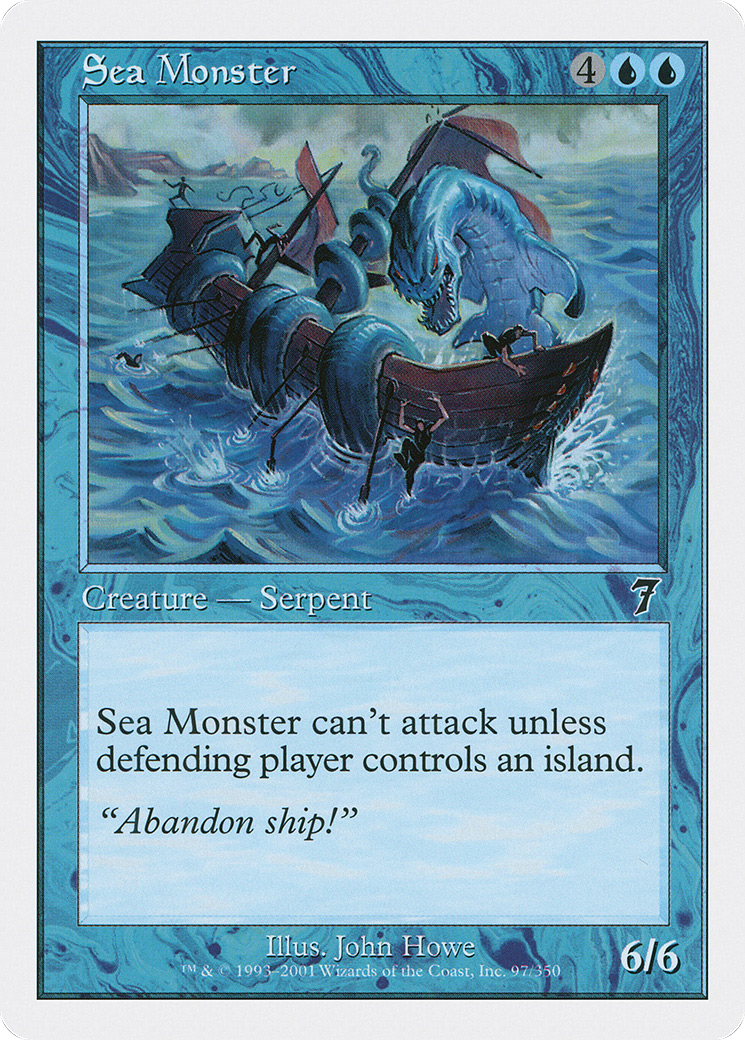 Sea Monster 4
Creature — Serpent 7
Sea Monster can't attack unless
defending player controls an island.
“Abandon ship!”
Illus. John Howe
™ & © 1993–2001 Wizards of the Coast, Inc. 97/350
6/6